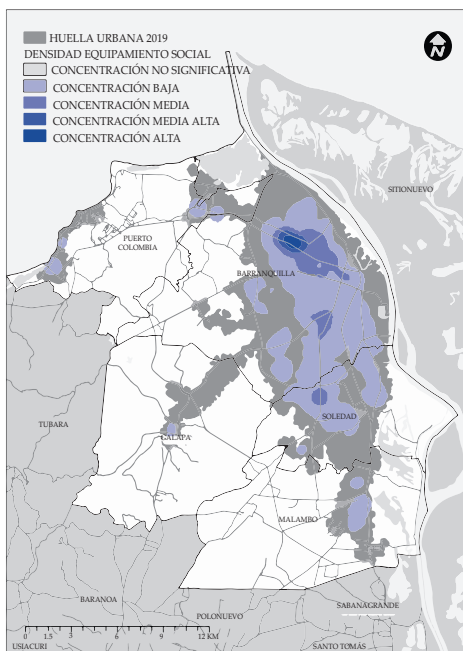 HUELLA URBANA 2019
DENSIDAD EQUIPAMIENTO SOCIAL
CONCENTRACIÓN NO SIGNIFICATIVA
CONCENTRACIÓN BAJA
CONCENTRACIÓN MEDIA
CONCENTRACIÓN MEDIA ALTA
CONCENTRACIÓN ALTA
N
SITIONUEVO
PUERTO
COLOMBIA
BARRANQUILLA
SOLEDAD
TUBARA
GALAPA
MALAMBO
BARANOA
SABANAGRANDE
POLONUEVO
0 1.5 3 6 9 12 KM
USIACURI
SANTO TOMÁS